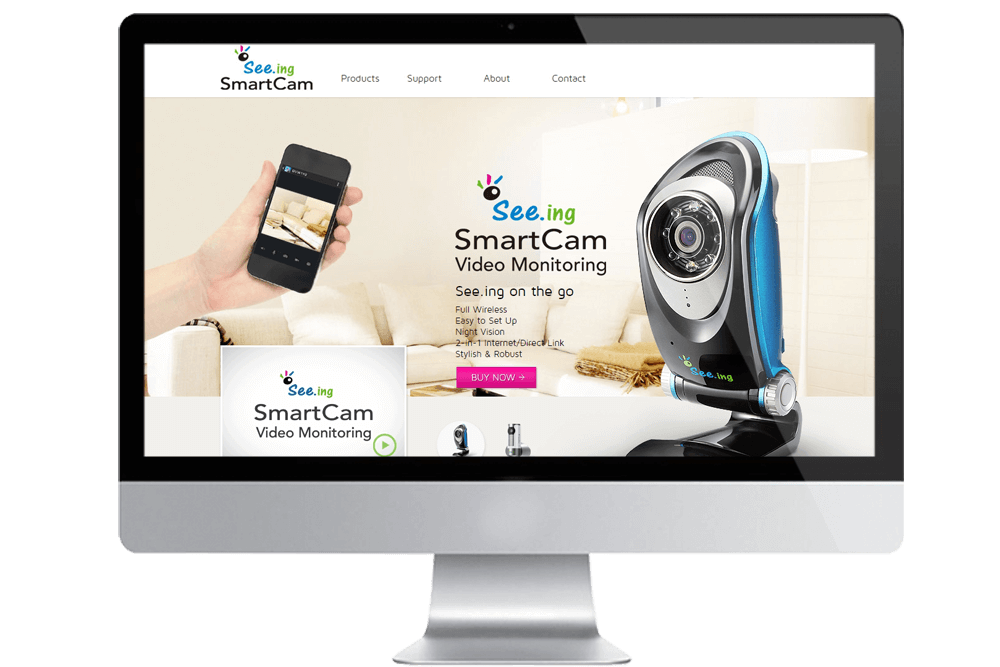 See.ing
SmartCam
Products
Support
About
Contact
See.ing
SmartCam
Video Monitoring
See.ing on the go
Full Wireless
Easy to Set Up
Night Vision
2-in-1 Internet/Direct Link
Stylish & Robust
BUY NOW →
See.ing
See.ing
SmartCam
Video Monitoring